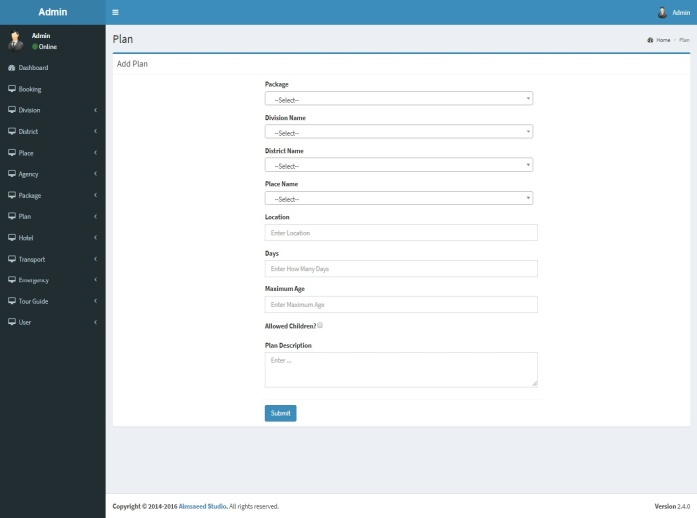 Admin
Admin
Admin
Online
Dashboard
Booking
Division
District
Place
Agency
Package
Plan
Hotel
Transport
Emergency
Tour Guide
User
Plan
Home > Plan
Add Plan
Package
--Select--
Division Name
--Select--
District Name
--Select--
Place Name
--Select--
Location
Enter Location
Days
Enter How Many Days
Maximum Age
Enter Maximum Age
Allowed Children?
Plan Description
Enter ...
Submit
Copyright © 2014-2016 Almsaeed Studio. All rights reserved.
Version 2.4.0